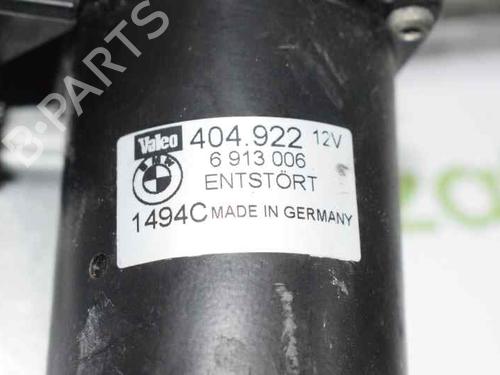 B-PARTS
Valeo 404.922 12V
BMW 6 913 006
ENTSTÖRT
1494C MADE IN GERMANY